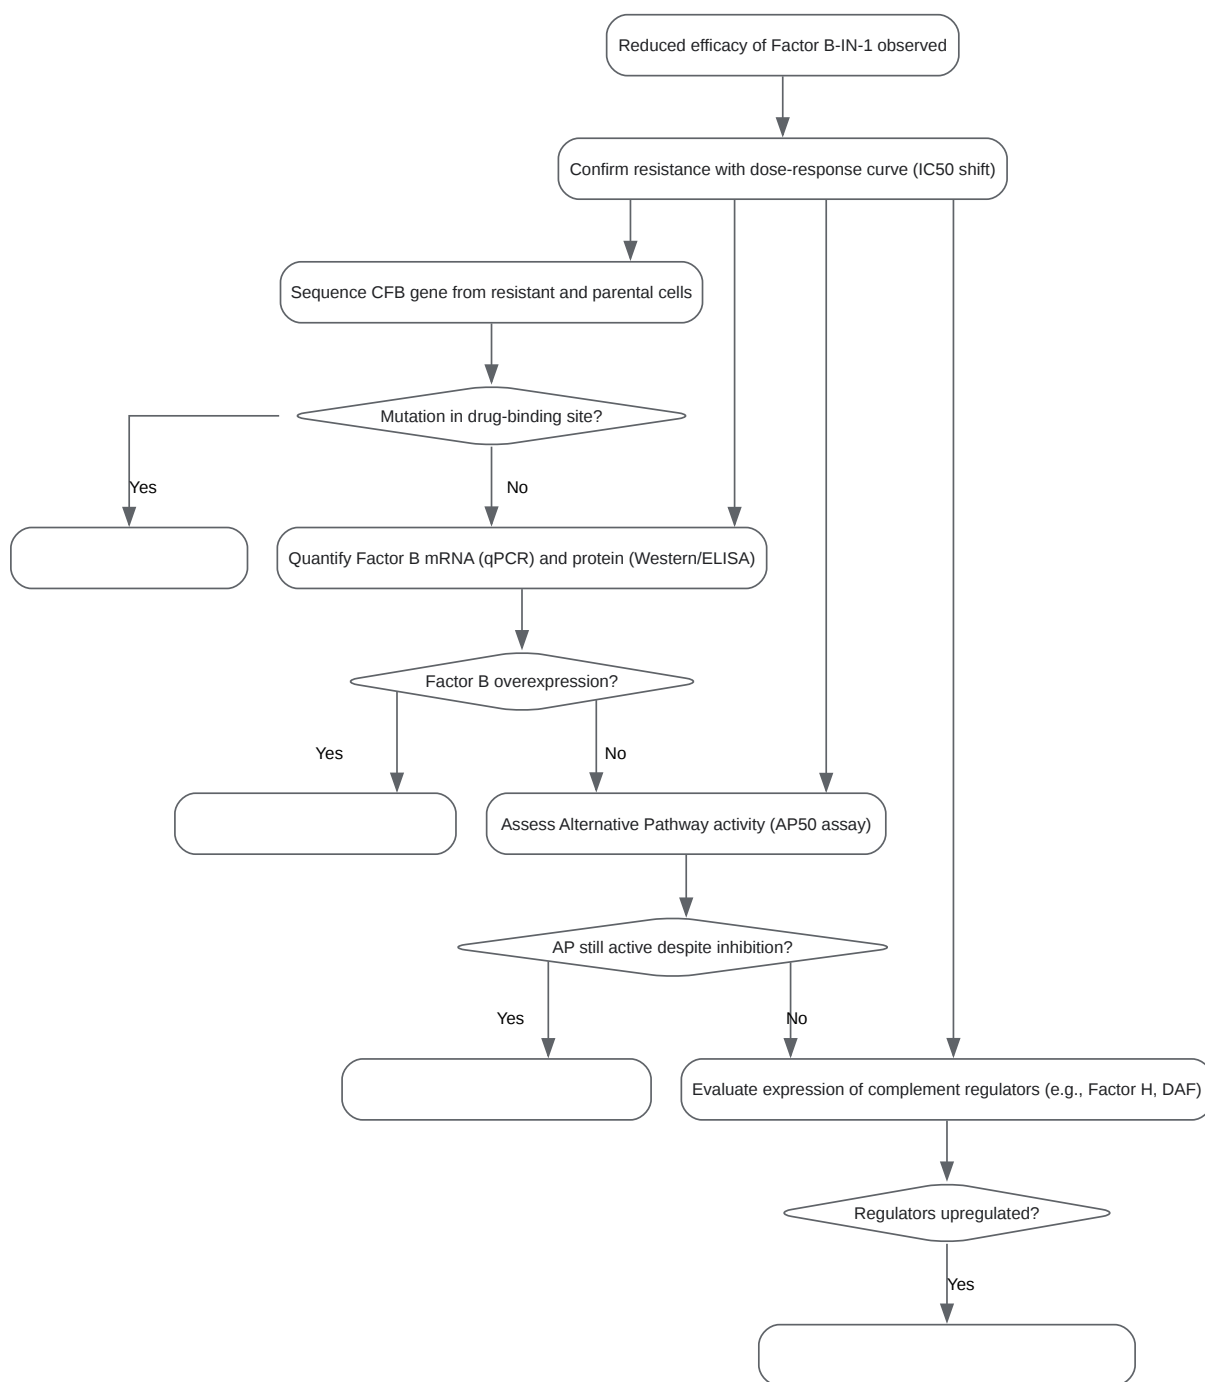 Reduced efficacy of Factor B-IN-1 observed
Confirm resistance with dose-response curve (IC50 shift)
Sequence CFB gene from resistant and parental cells
Mutation in drug-binding site?
Yes
No
Quantify Factor B mRNA (qPCR) and protein (Western/ELISA)
Factor B overexpression?
Yes
No
Assess Alternative Pathway activity (AP50 assay)
AP still active despite inhibition?
Yes
No
Evaluate expression of complement regulators (e.g., Factor H, DAF)
Regulators upregulated?
Yes